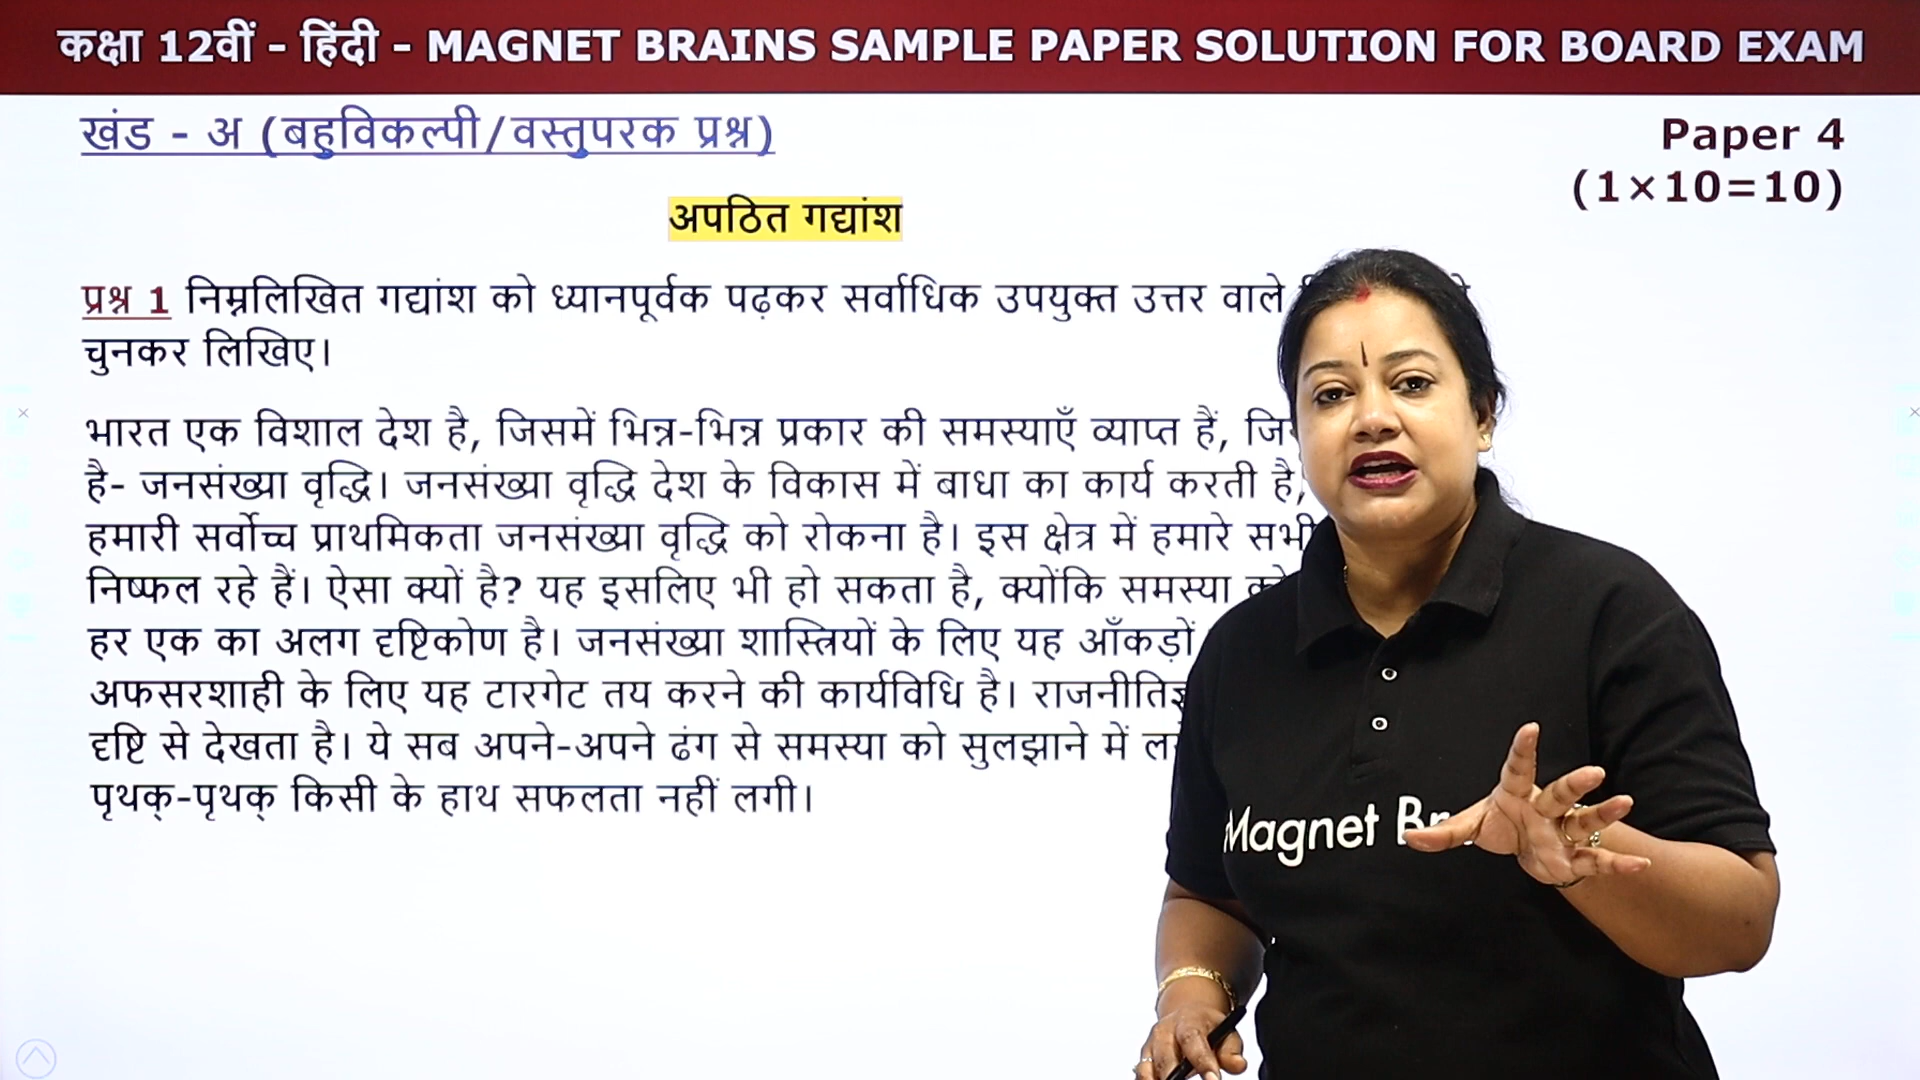 कक्षा 12वीं - हिंदी - MAGNET BRAINS SAMPLE PAPER SOLUTION FOR BOARD EXAM
खंड - अ (बहुविकल्पी/वस्तुपरक प्रश्न)
Paper 4
(1×10=10)
अपठित गद्यांश
प्रश्न 1 निम्नलिखित गद्यांश को ध्यानपूर्वक पढ़कर सर्वाधिक उपयुक्त उत्तर वाले
चुनकर लिखिए।
भारत एक विशाल देश है, जिसमें भिन्न-भिन्न प्रकार की समस्याएँ व्याप्त हैं,
है- जनसंख्या वृद्धि। जनसंख्या वृद्धि देश के विकास में बाधा का कार्य करती है,
हमारी सर्वोच्च प्राथमिकता जनसंख्या वृद्धि को रोकना है। इस क्षेत्र में हमारे सभी
निष्फल रहे हैं। ऐसा क्यों है? यह इसलिए भी हो सकता है, क्योंकि समस्या
हर एक का अलग दृष्टिकोण है। जनसंख्या शास्त्रियों के लिए यह आँकड़ों
अफसरशाही के लिए यह टारगेट तय करने की कार्यविधि है।
दृष्टि से देखता है। ये सब अपने-अपने ढंग से समस्या को सुलझाने में
पृथक्-पृथक् किसी के हाथ सफलता नहीं लगी।
Magnet